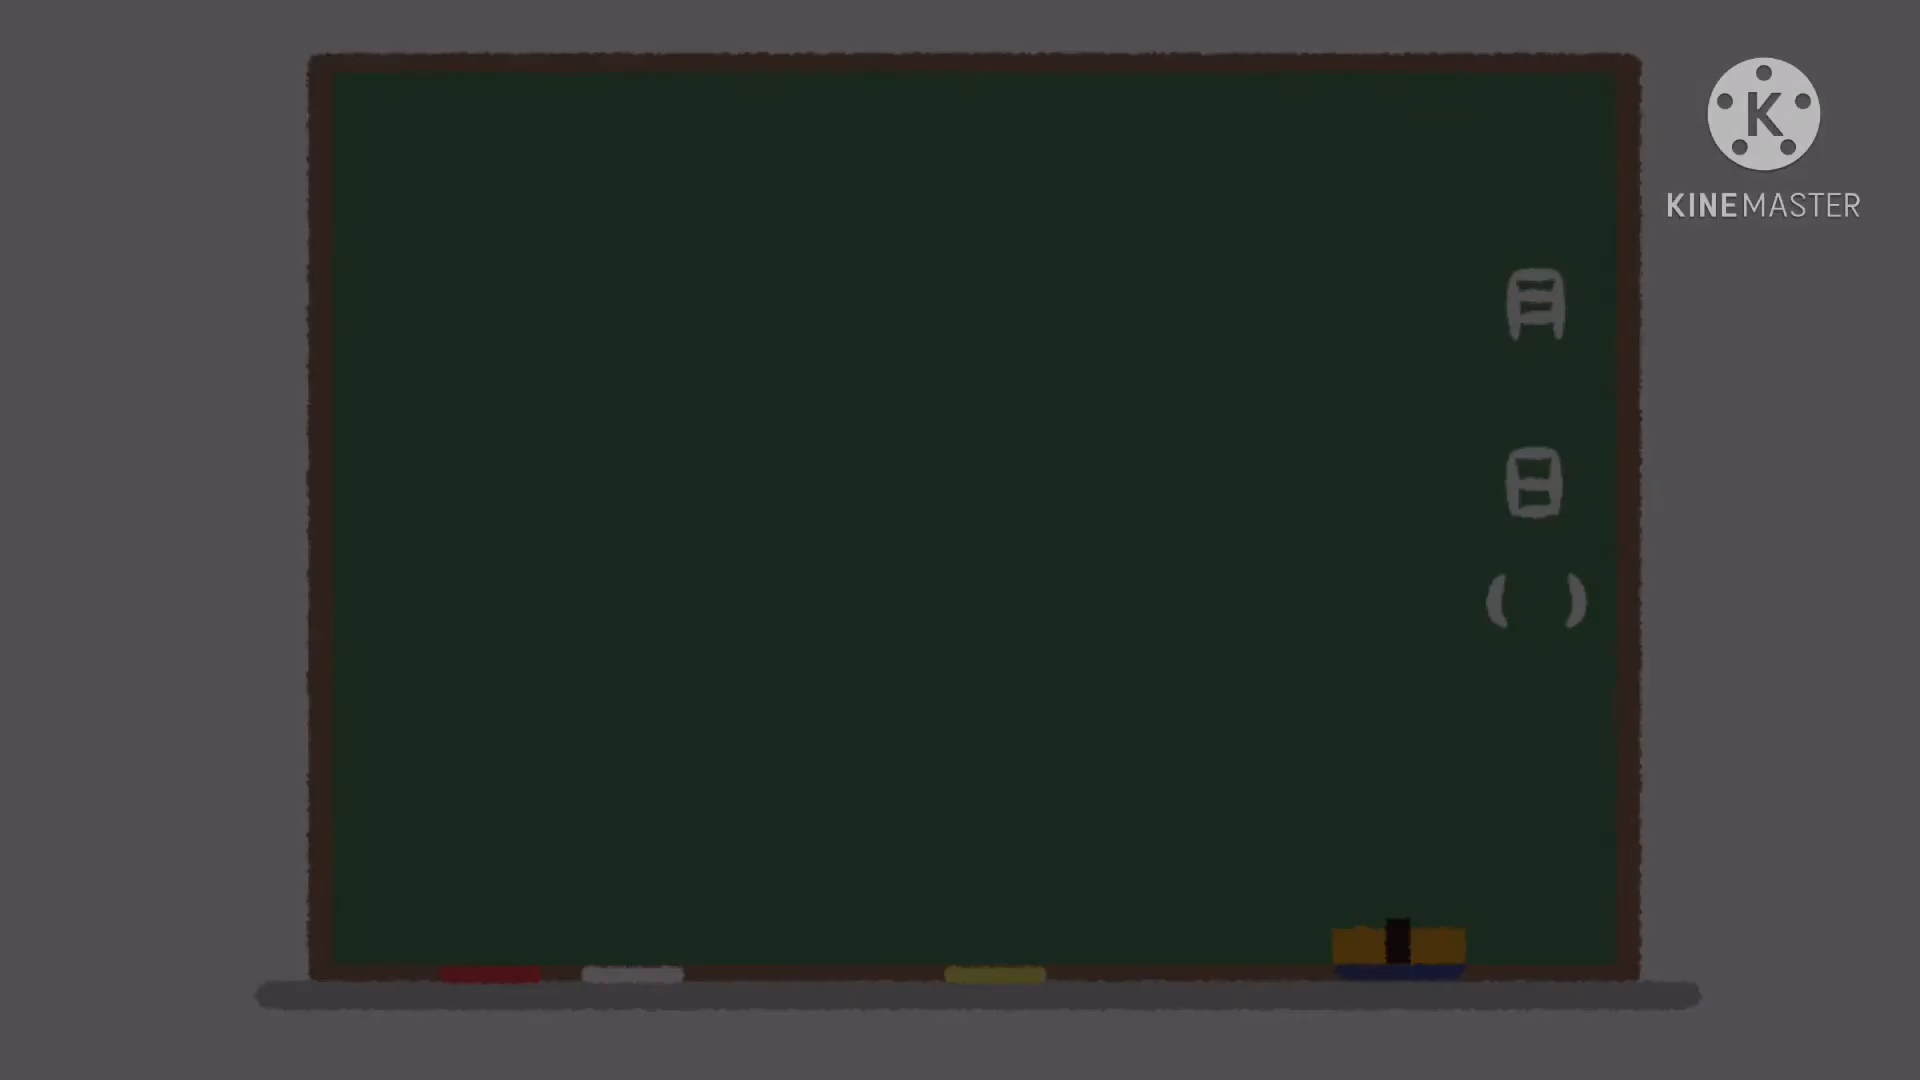 月
日
( )
KINEMASTER